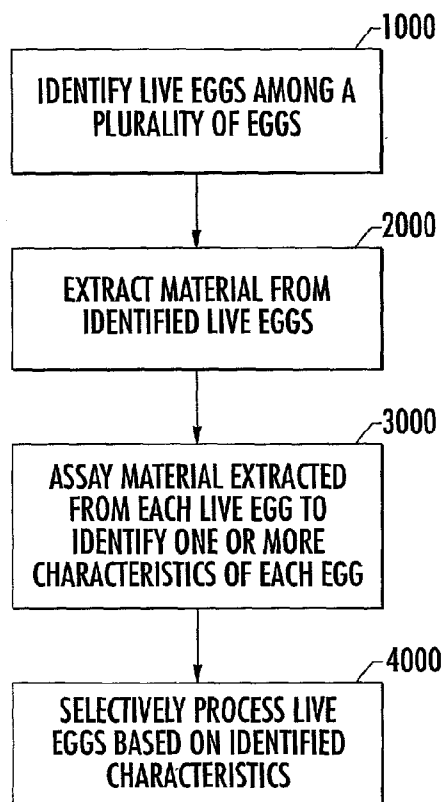 1000
IDENTIFY LIVE EGGS AMONG A
PLURALITY OF EGGS
2000
EXTRACT MATERIAL FROM
IDENTIFIED LIVE EGGS
3000
ASSAY MATERIAL EXTRACTED
FROM EACH LIVE EGG TO
IDENTIFY ONE OR MORE
CHARACTERISTICS OF EACH EGG
4000
SELECTIVELY PROCESS LIVE
EGGS BASED ON IDENTIFIED
CHARACTERISTICS